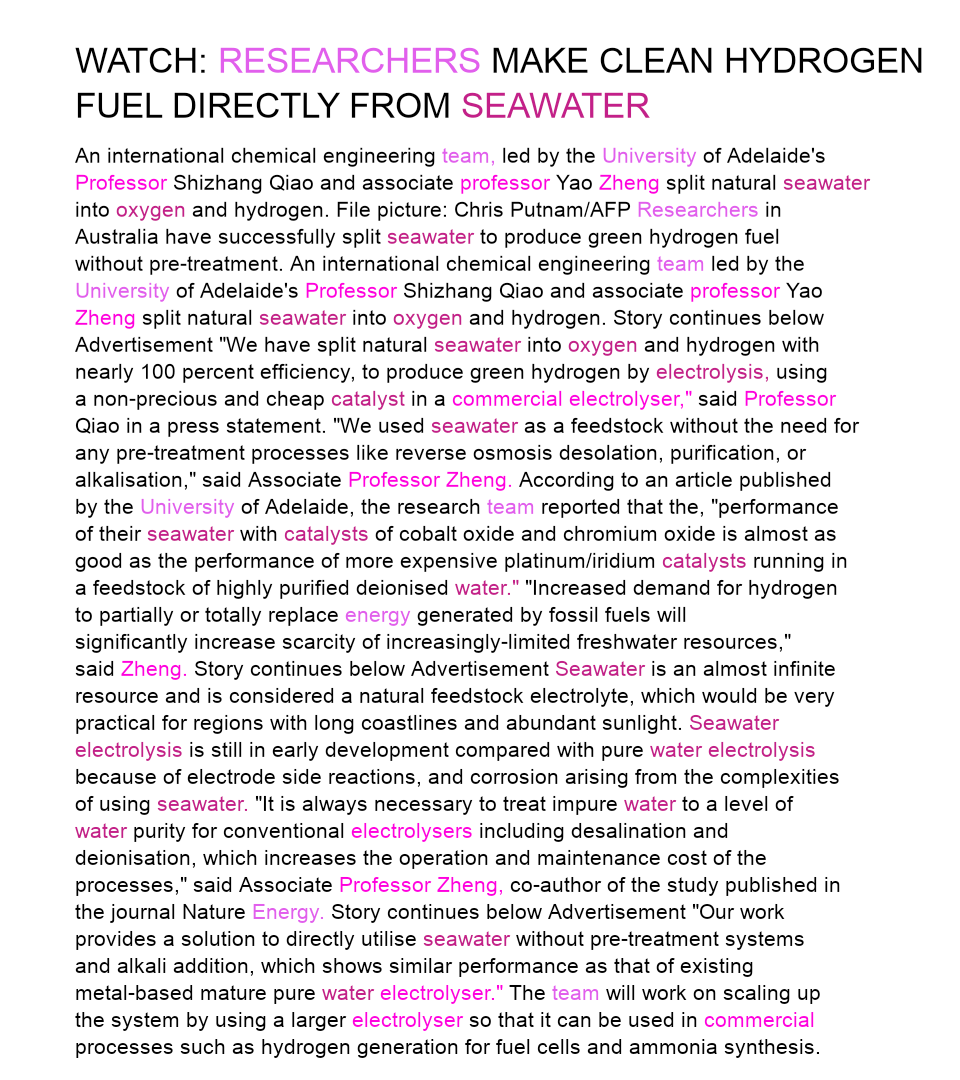 WATCH: RESEARCHERS MAKE CLEAN HYDROGEN
FUEL DIRECTLY FROM SEAWATER
An international chemical engineering team, led by the University of Adelaide's
Professor Shizhang Qiao and associate professor Yao Zheng split natural seawater
into oxygen and hydrogen. File picture: Chris Putnam/AFP Researchers in
Australia have successfully split seawater to produce green hydrogen fuel
without pre-treatment. An international chemical engineering team led by the
University of Adelaide's Professor Shizhang Qiao and associate professor Yao
Zheng split natural seawater into oxygen and hydrogen. Story continues below
Advertisement "We have split natural seawater into oxygen and hydrogen with
nearly 100 percent efficiency, to produce green hydrogen by electrolysis, using
a non-precious and cheap catalyst in a commercial electrolyser," said Professor
Qiao in a press statement. "We used seawater as a feedstock without the need for
any pre-treatment processes like reverse osmosis desolation, purification, or
alkalisation," said Associate Professor Zheng. According to an article published
by the University of Adelaide, the research team reported that the, "performance
of their seawater with catalysts of cobalt oxide and chromium oxide is almost as
good as the performance of more expensive platinum/iridium catalysts running in
a feedstock of highly purified deionised water." "Increased demand for hydrogen
to partially or totally replace energy generated by fossil fuels will
significantly increase scarcity of increasingly-limited freshwater resources,"
said Zheng. Story continues below Advertisement Seawater is an almost infinite
resource and is considered a natural feedstock electrolyte, which would be very
practical for regions with long coastlines and abundant sunlight. Seawater
electrolysis is still in early development compared with pure water electrolysis
because of electrode side reactions, and corrosion arising from the complexities
of using seawater. "It is always necessary to treat impure water to a level of
water purity for conventional electrolysers including desalination and
deionisation, which increases the operation and maintenance cost of the
processes," said Associate Professor Zheng, co-author of the study published in
the journal Nature Energy. Story continues below Advertisement "Our work
provides a solution to directly utilise seawater without pre-treatment systems
and alkali addition, which shows similar performance as that of existing
metal-based mature pure water electrolyser." The team will work on scaling up
the system by using a larger electrolyser so that it can be used in commercial
processes such as hydrogen generation for fuel cells and ammonia synthesis.